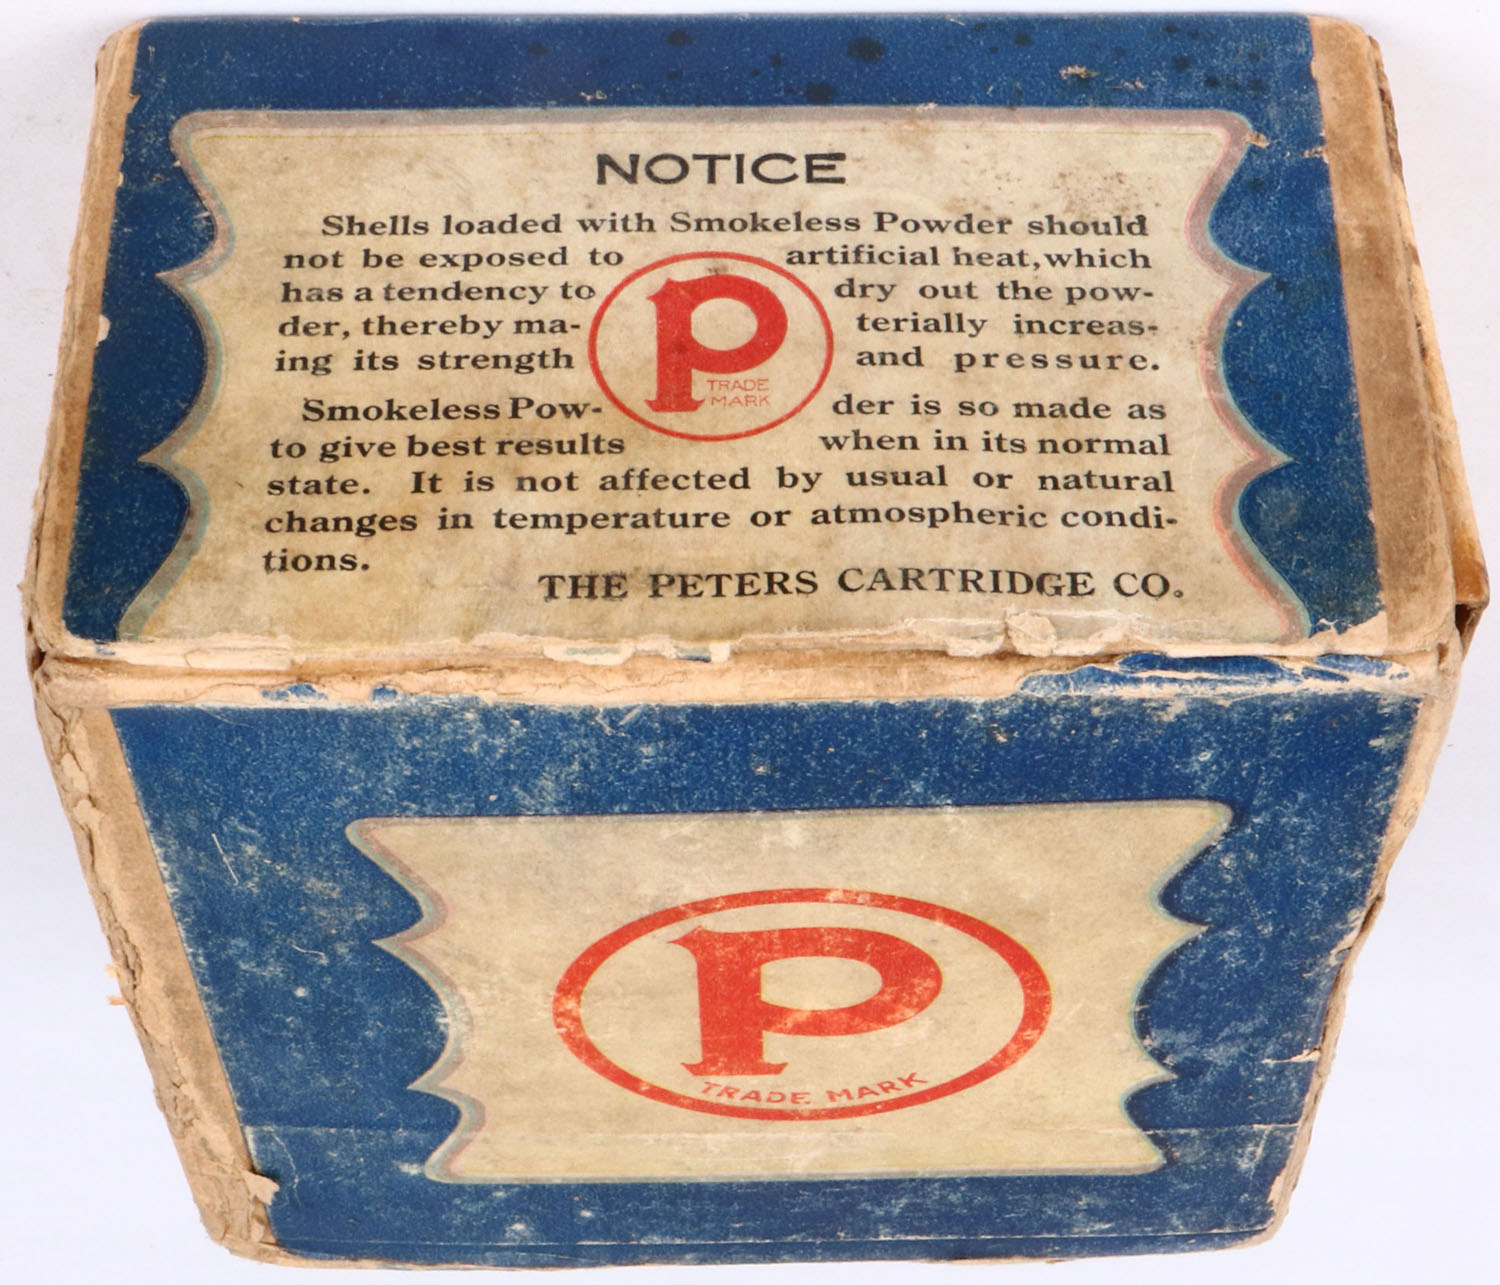 NOTICE
Shells loaded with Smokeless Powder should
not be exposed to artificial heat, which
has a tendency to dry out the pow-
der, thereby ma- terially increas-
ing its strength and pressure.
P
TRADE
MARK
Smokeless Pow- der is so made as
to give best results when in its normal
state. It is not affected by usual or natural
changes in temperature or atmospheric condi-
tions.
THE PETERS CARTRIDGE CO.
P
TRADE MARK